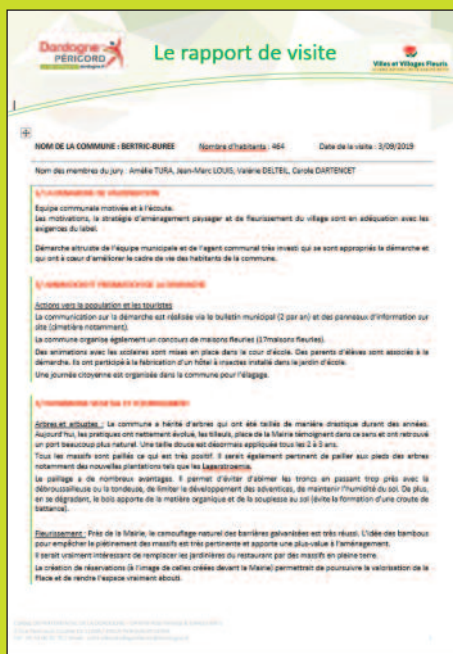 Dordogne
PÉRIGORD
Le rapport de visite
Villes et Villages Fleuris
NOM DE LA COMMUNE : BERTRIC-BUREE Nombre d'habitants : 464 Date de la visite : 3/09/2019
Nom des membres du jury : Amélie TURA, Jean-Marc LOUIS, Valérie DELTEIL, Carole DARTENCET
Equipe communale motivée et à l'écoute.
Les motivations, la stratégie d'aménagement paysager et de fleurissement du village sont en adéquation avec les
exigences du label.
Démarche altruiste de l'équipe municipale et de l'agent communal très investi qui se sont appropriés la démarche et
qui ont à cœur d'améliorer le cadre de vie des habitants de la commune.
Actions vers la population et les touristes
La communication sur la démarche est réalisée via le bulletin municipal (2 par an) et des panneaux d'information sur
site (cimetière notamment).
La commune organise également un concours de maisons fleuries (17maisons fleuries).
Des animations avec les scolaires sont mises en place dans le cour d'école. Des parents d'élèves sont associés à la
démarche. Ils ont participé à la fabrication d'un hôtel à insectes installé dans le jardin d'école.
Une journée citoyenne est organisée dans la commune pour l'élagage.
Arbres et arbustes : La commune a hérité d'arbres qui ont été taillés de manière drastique durant des années.
Aujourd'hui, les pratiques ont nettement évolué, les tilleuls, place de la Mairie témoignent dans ce sens et ont retrouvé
un port beaucoup plus naturel. Une taille douce est désormais appliquée tous les 2 à 3 ans.
Tous les massifs sont paillés ce qui est très positif. Il serait également pertinent de pailler aux pieds des arbres
notamment des nouvelles plantations tels que les Lagerstroemia.
Le paillage a de nombreux avantages. Il permet d'éviter d'abimer les troncs en passant trop près avec la
débroussailleuse ou la tondeuse, de limiter le développement des adventices, de maintenir l'humidité du sol. De plus,
en se dégradant, le bois apporte de la matière organique et de la souplesse au sol (évite la formation d'une croute de
battance).
Fleurissement : Près de la Mairie, le camouflage naturel des barrières galvanisées est très réussi. L'idée des bambous
pour empêcher le piétinement des massifs est très pertinente et apporte une plus-value à l'aménagement.
Il serait vraiment intéressant de remplacer les jardinières du restaurant par des massifs en pleine terre.
La création de réservations (à l'image de celles créées devant la Mairie) permettrait de poursuivre la valorisation de la
Place et de rendre l'espace vraiment abouti.